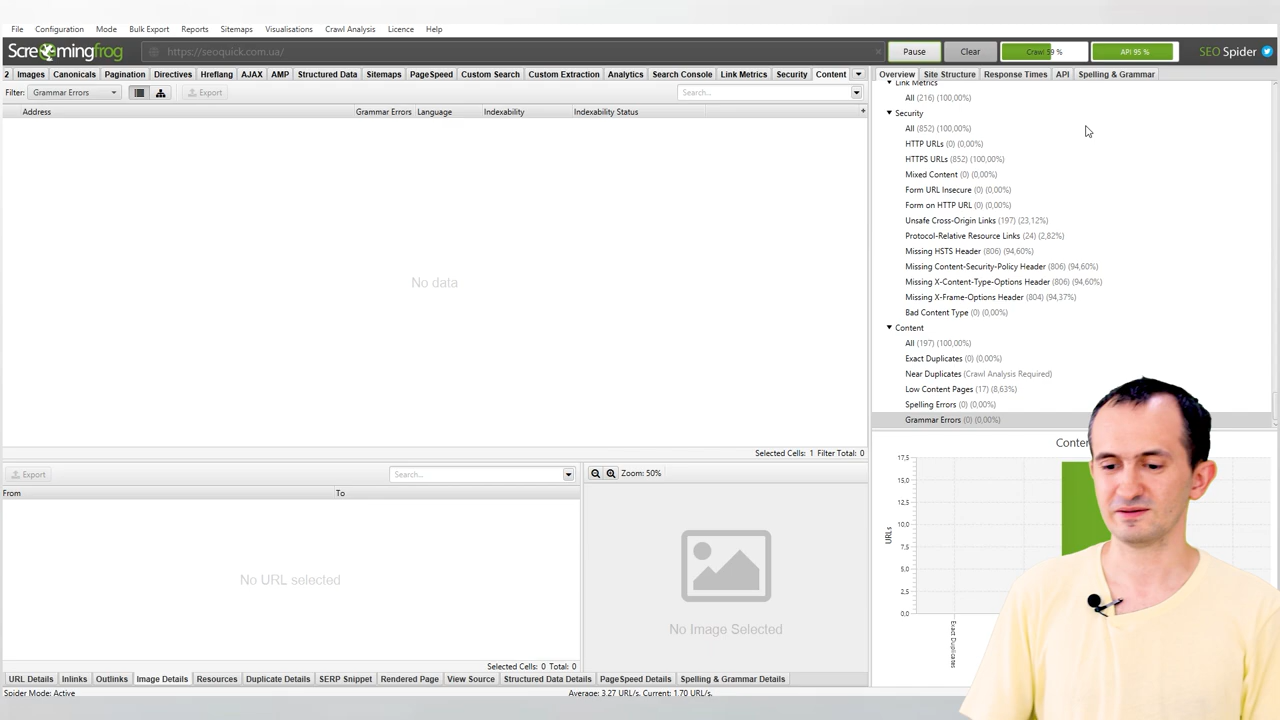 File Configuration Mode Bulk Export Reports Sitemaps Visualisations Crawl Analysis Licence Help
Screamingfrog https://seoquick.com.ua/ Pause Clear Crawl 59 % API 95 % SEO Spider
2 Images Canonicals Pagination Directives Hreflang AJAX AMP Structured Data Sitemaps PageSpeed Custom Search Custom Extraction Analytics Search Console Link Metrics Security Content
Filter: Grammar Errors Export Search...
Address Grammar Errors Language Indexability Indexability Status +
No data
Selected Cells: 1 Filter Total: 0
Export Search...
From To
No URL selected
Selected Cells: 0 Total: 0
Zoom: 50%
No Image Selected
URL Details Inlinks Outlinks Image Details Resources Duplicate Details SERP Snippet Rendered Page View Source Structured Data Details PageSpeed Details Spelling & Grammar Details
Spider Mode: Active Average: 3.27 URL/s. Current: 1.70 URL/s.
Overview Site Structure Response Times API Spelling & Grammar
Link Metrics
All (216) (100,00%)
Security
All (852) (100,00%)
HTTP URLs (0) (0,00%)
HTTPS URLs (852) (100,00%)
Mixed Content (0) (0,00%)
Form URL Insecure (0) (0,00%)
Form on HTTP URL (0) (0,00%)
Unsafe Cross-Origin Links (197) (23,12%)
Protocol-Relative Resource Links (24) (2,82%)
Missing HSTS Header (806) (94,60%)
Missing Content-Security-Policy Header (806) (94,60%)
Missing X-Content-Type-Options Header (806) (94,60%)
Missing X-Frame-Options Header (804) (94,37%)
Bad Content Type (0) (0,00%)
Content
All (197) (100,00%)
Exact Duplicates (0) (0,00%)
Near Duplicates (Crawl Analysis Required)
Low Content Pages (17) (8,63%)
Spelling Errors (0) (0,00%)
Grammar Errors (0) (0,00%)
17,5
15,0
12,5
10,0
7,5
5,0
2,5
0,0
URLs
Exact Duplicates